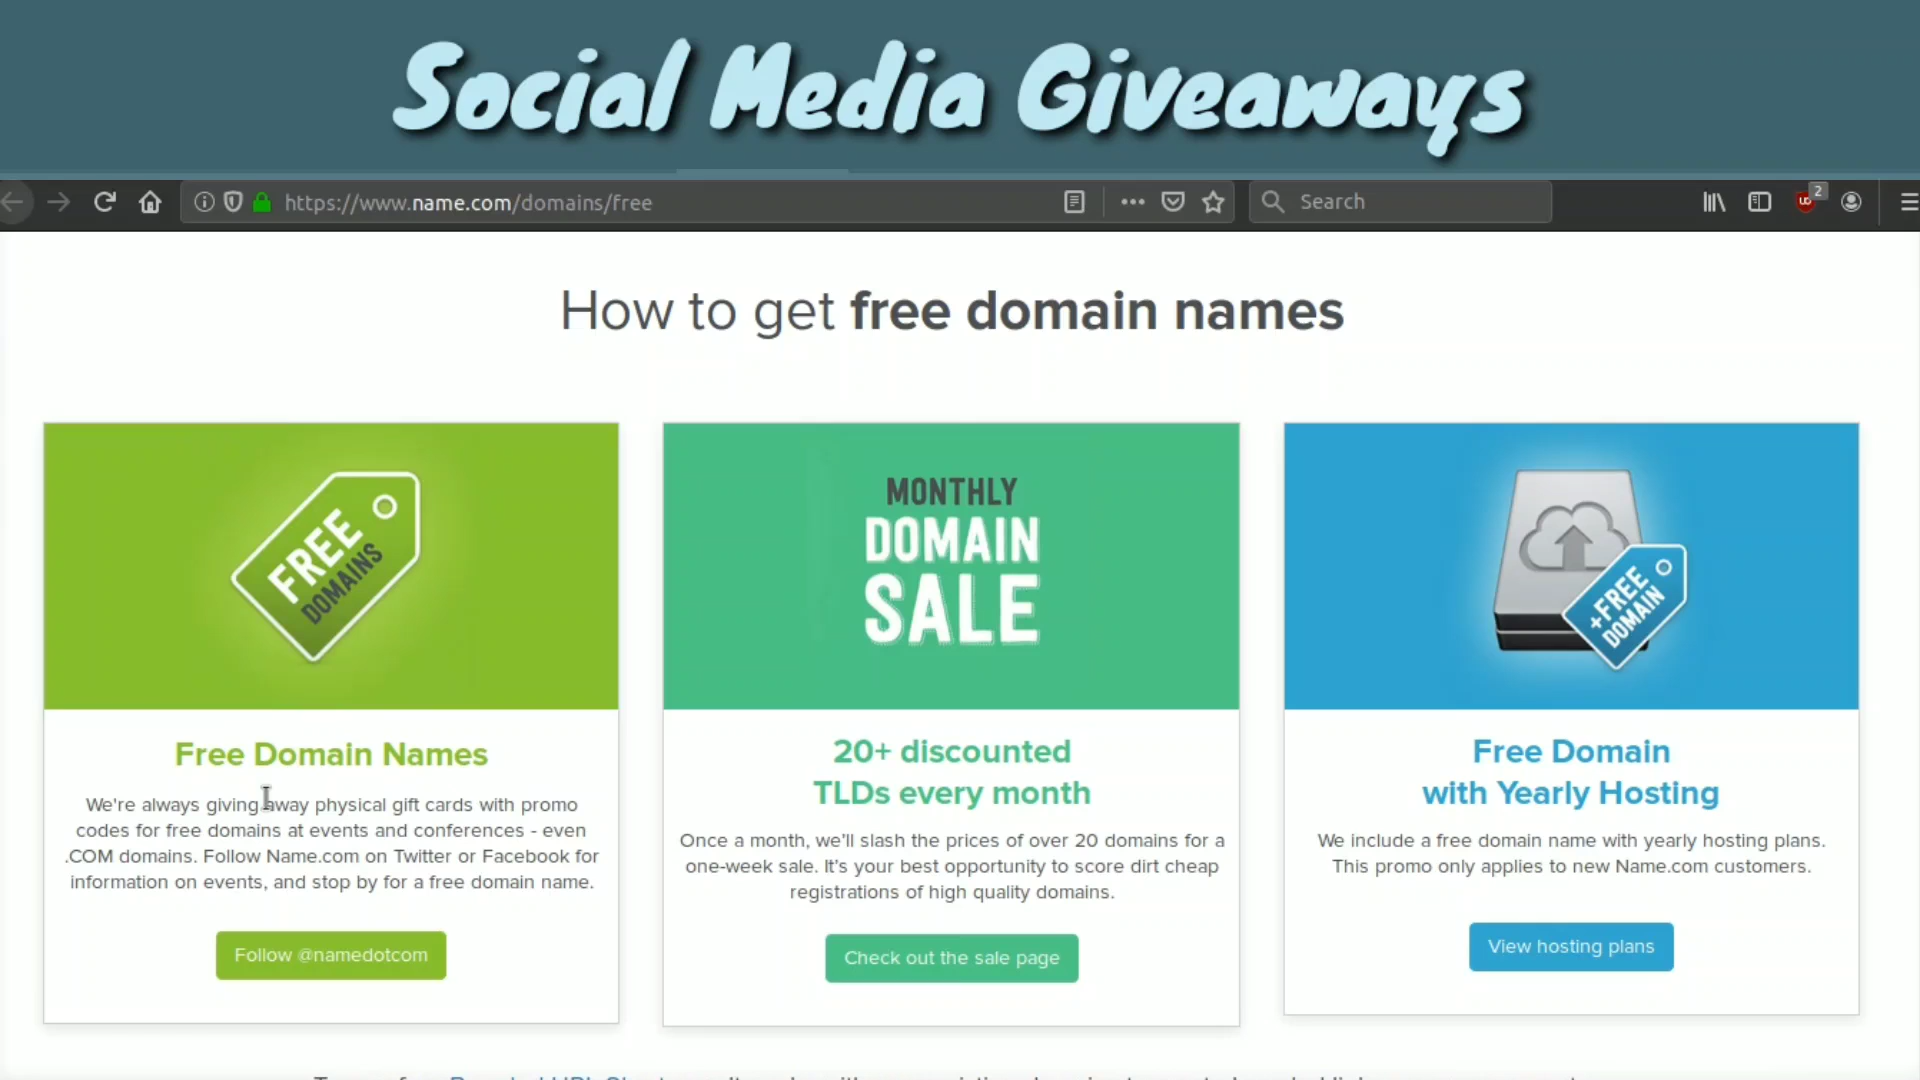 Social Media Giveaways
https://www.name.com/domains/free
Search
2
How to get free domain names
FREE
DOMAINS
Free Domain Names
We're always giving away physical gift cards with promo
codes for free domains at events and conferences - even
.COM domains. Follow Name.com on Twitter or Facebook for
information on events, and stop by for a free domain name.
Follow @namedotcom
MONTHLY
DOMAIN
SALE
20+ discounted
TLDs every month
Once a month, we'll slash the prices of over 20 domains for a
one-week sale. It's your best opportunity to score dirt cheap
registrations of high quality domains.
Check out the sale page
+FREE
DOMAIN
Free Domain
with Yearly Hosting
We include a free domain name with yearly hosting plans.
This promo only applies to new Name.com customers.
View hosting plans